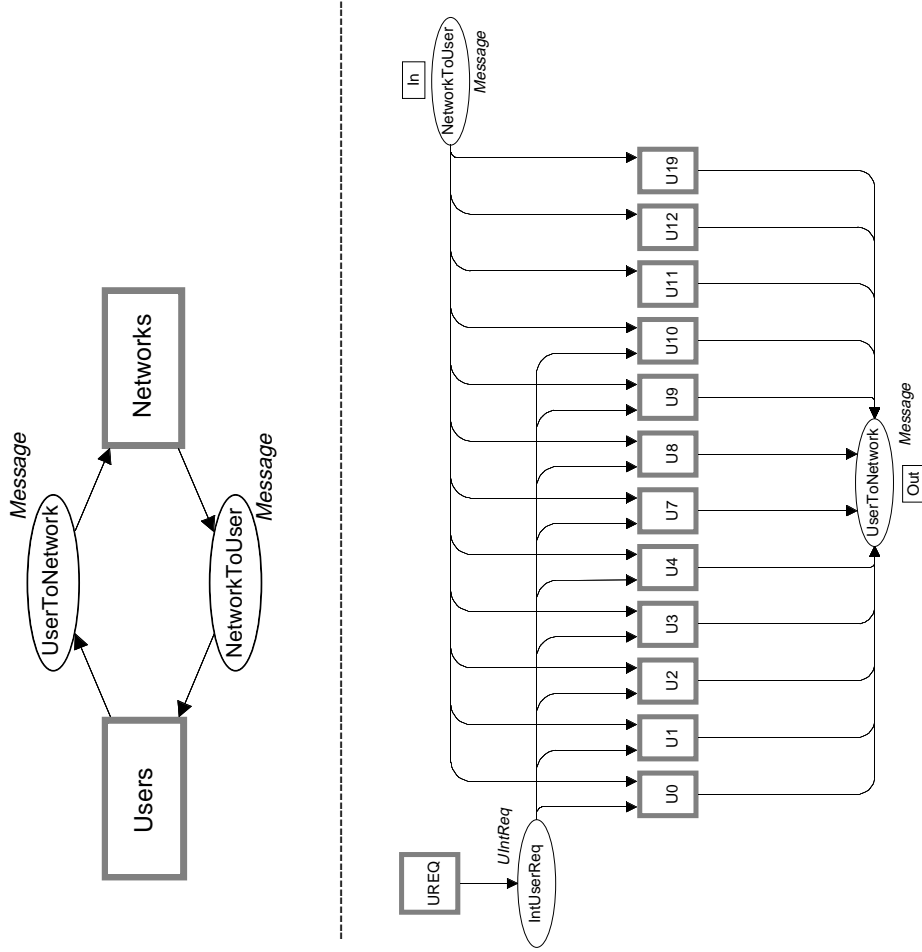 Message
UserToNetwork
Users
Networks
NetworkToUser
Message
In
NetworkToUser
Message
UREQ
UIntReq
IntUserReq
U0
U1
U2
U3
U4
U7
U8
U9
U10
U11
U12
U19
UserToNetwork
Message
Out